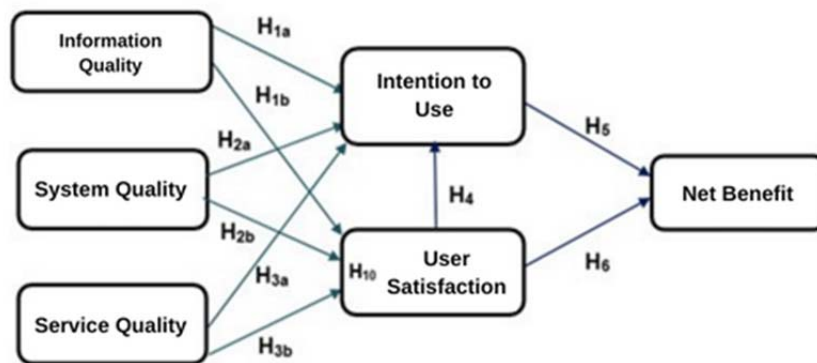 Information
Quality
H1a
H1b
Intention to
Use
H2a
System Quality
H2b
H4
H5
Net Benefit
H10
User
Satisfaction
H6
H3a
Service Quality
H3b